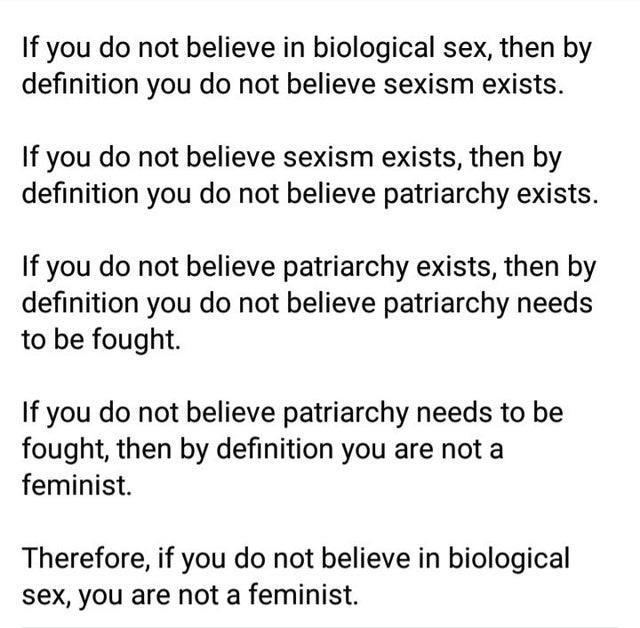 If you do not believe in biological sex, then by
definition you do not believe sexism exists.
If you do not believe sexism exists, then by
definition you do not believe patriarchy exists.
If you do not believe patriarchy exists, then by
definition you do not believe patriarchy needs
to be fought.
If you do not believe patriarchy needs to be
fought, then by definition you are not a
feminist.
Therefore, if you do not believe in biological
sex, you are not a feminist.